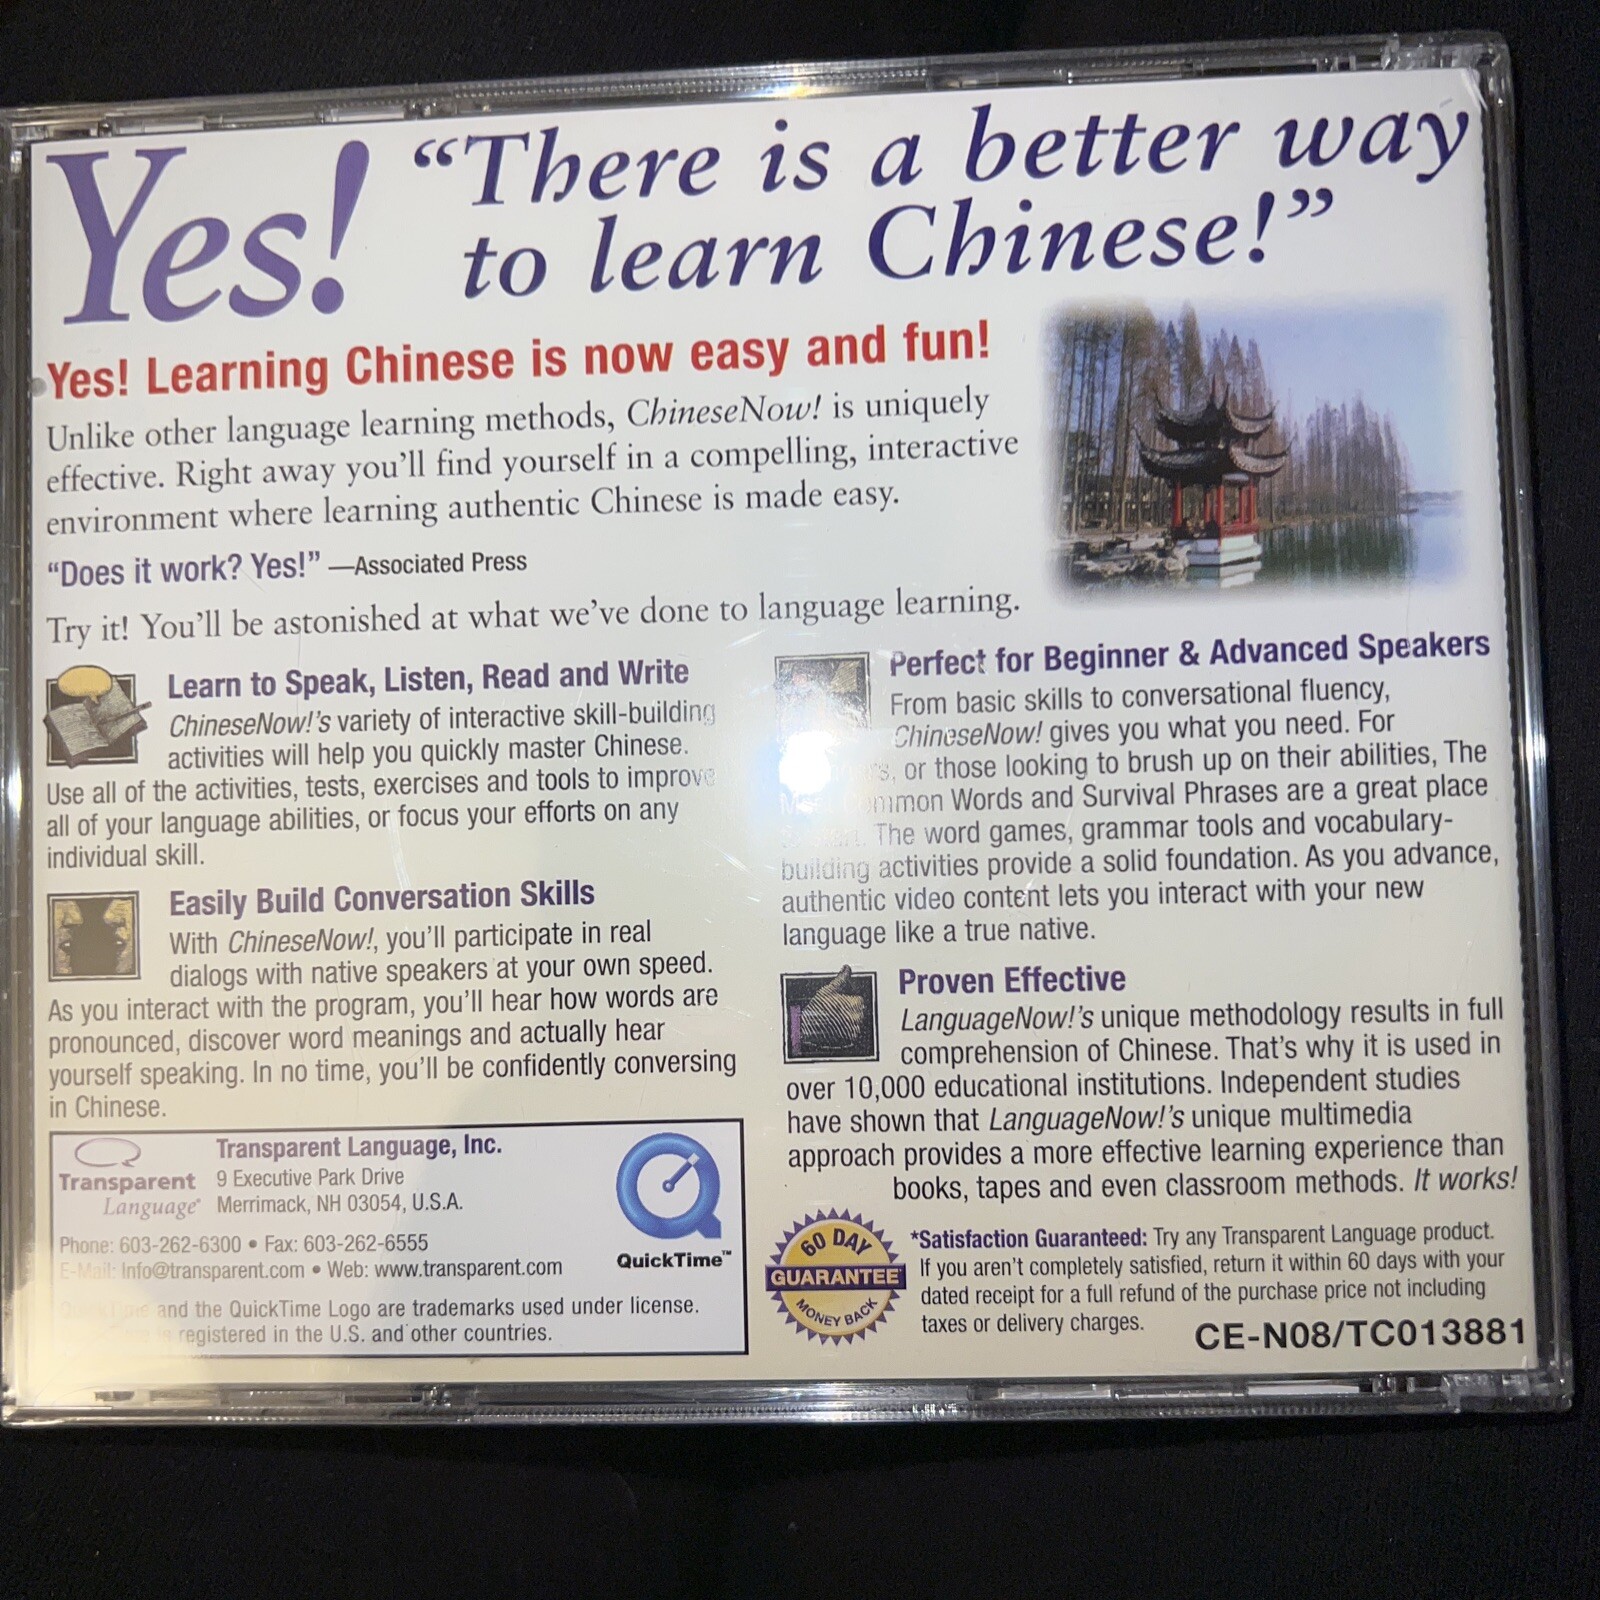 Yes!
“There is a better way
to learn Chinese!”
Yes! Learning Chinese is now easy and fun!
Unlike other language learning methods, ChineseNow! is uniquely
effective. Right away you’ll find yourself in a compelling, interactive
environment where learning authentic Chinese is made easy.
“Does it work? Yes!” —Associated Press
Try it! You’ll be astonished at what we’ve done to language learning.
Learn to Speak, Listen, Read and Write
ChineseNow!’s variety of interactive skill-building
activities will help you quickly master Chinese.
Use all of the activities, tests, exercises and tools to improve
all of your language abilities, or focus your efforts on any
individual skill.
Easily Build Conversation Skills
With ChineseNow!, you’ll participate in real
dialogs with native speakers at your own speed.
As you interact with the program, you’ll hear how words are
pronounced, discover word meanings and actually hear
yourself speaking. In no time, you’ll be confidently conversing
in Chinese.
Perfect for Beginner & Advanced Speakers
From basic skills to conversational fluency,
ChineseNow! gives you what you need. For
or those looking to brush up on their abilities, The
Common Words and Survival Phrases are a great place
The word games, grammar tools and vocabulary-
building activities provide a solid foundation. As you advance,
authentic video content lets you interact with your new
language like a true native.
Proven Effective
LanguageNow!’s unique methodology results in full
comprehension of Chinese. That’s why it is used in
over 10,000 educational institutions. Independent studies
have shown that LanguageNow!’s unique multimedia
approach provides a more effective learning experience than
books, tapes and even classroom methods. It works!
Transparent
Language®
Transparent Language, Inc.
9 Executive Park Drive
Merrimack, NH 03054, U.S.A.
Phone: 603-262-6300 • Fax: 603-262-6555
E-Mail: Info@transparent.com • Web: www.transparent.com
QuickTime™
and the QuickTime Logo are trademarks used under license.
registered in the U.S. and other countries.
60 DAY
GUARANTEE
MONEY BACK
*Satisfaction Guaranteed: Try any Transparent Language product.
If you aren’t completely satisfied, return it within 60 days with your
dated receipt for a full refund of the purchase price not including
taxes or delivery charges.
CE-N08/TC013881